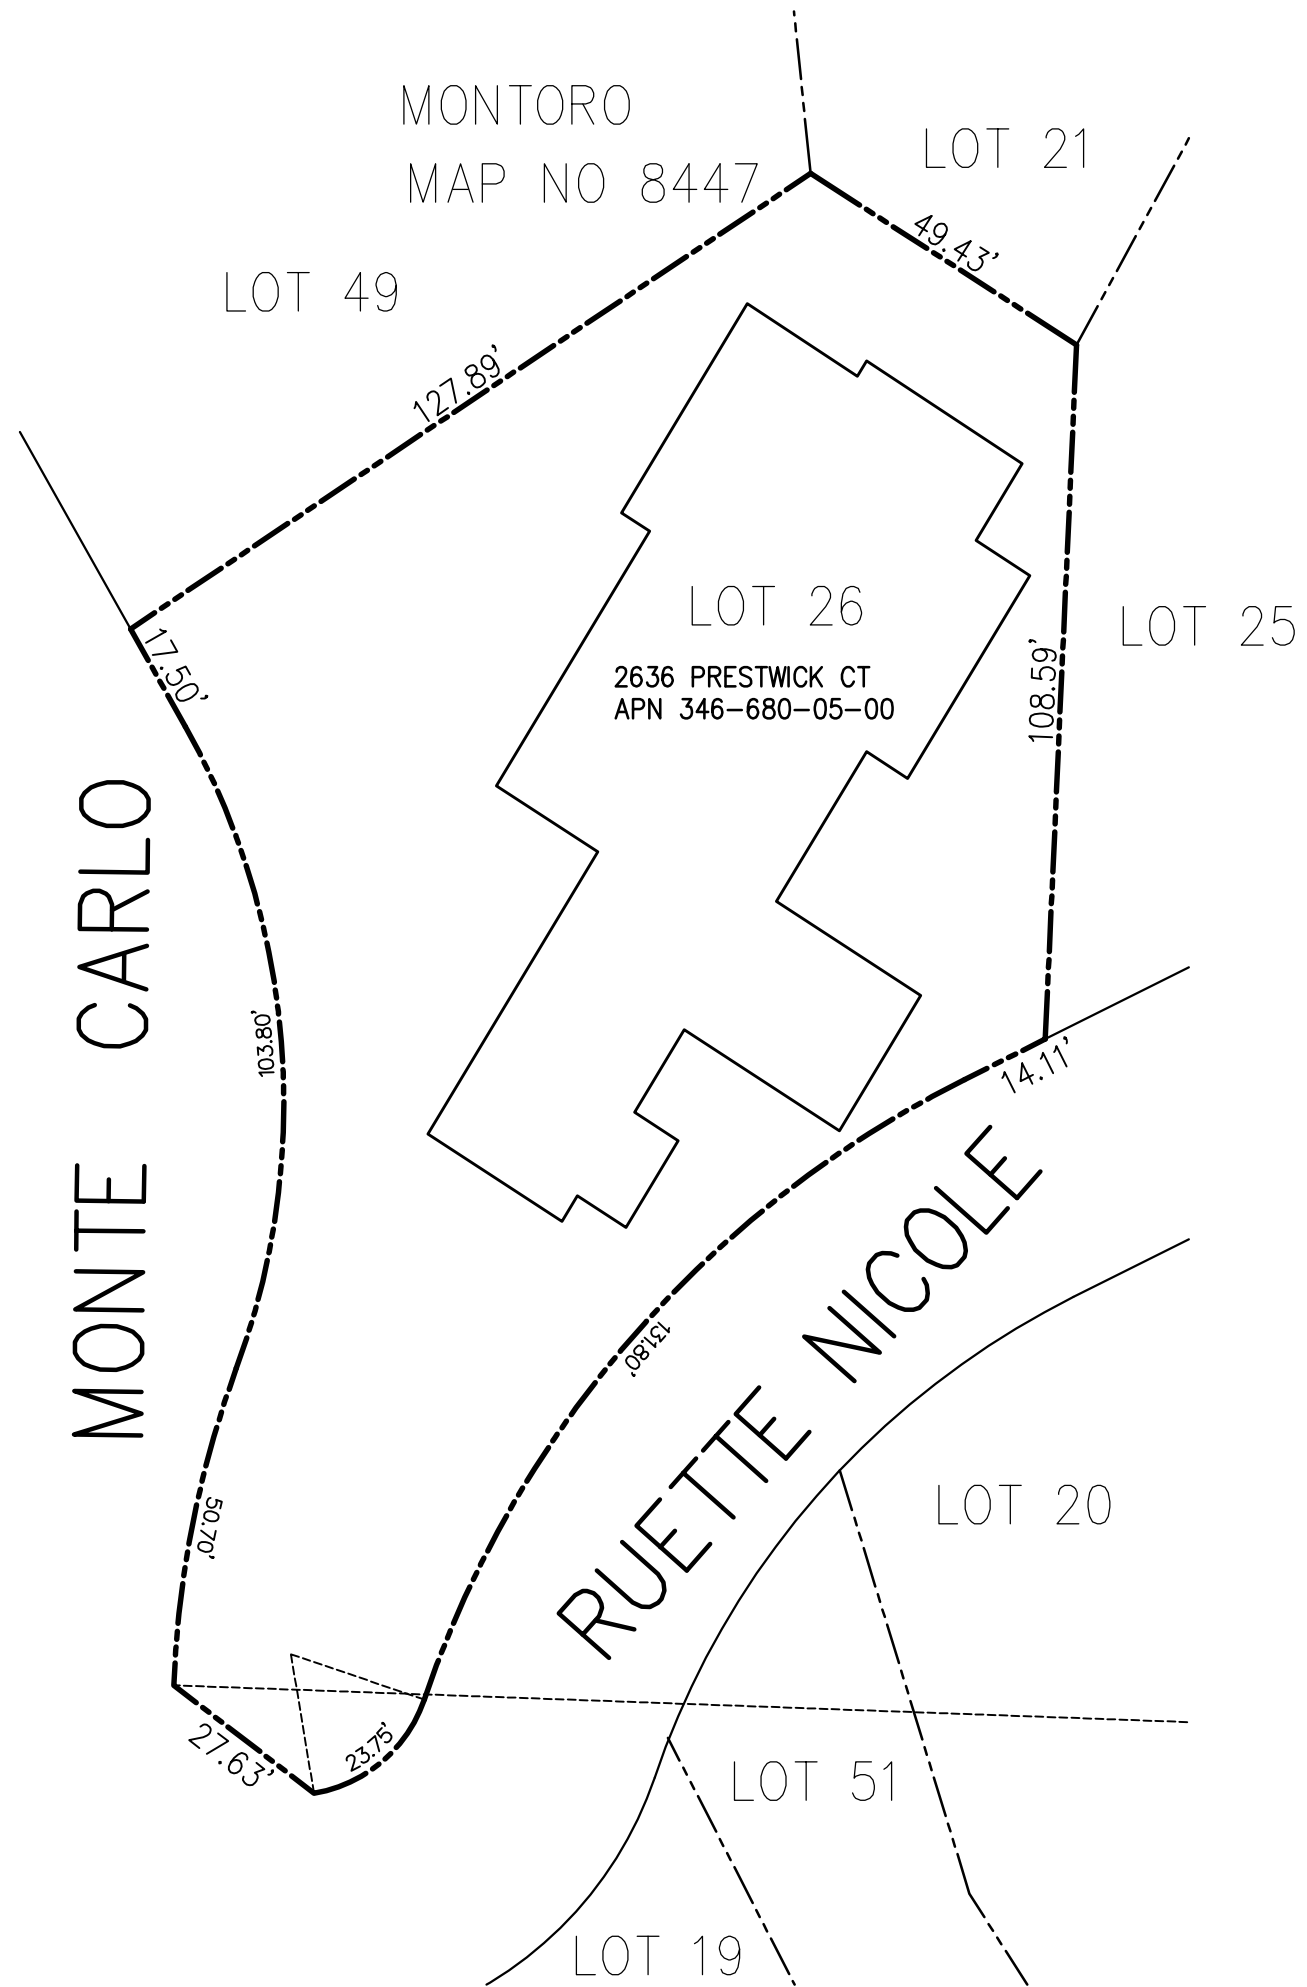 MONTORO
MAP NO 8447
LOT 21
49.43'
LOT 49
127.89'
LOT 26
2636 PRESTWICK CT
APN 346-680-05-00
LOT 25
108.59'
17.50'
MONTE CARLO
103.80'
14.11'
RUETTE NICOLE
131.80'
50.70'
LOT 20
27.63'
23.75'
LOT 51
LOT 19